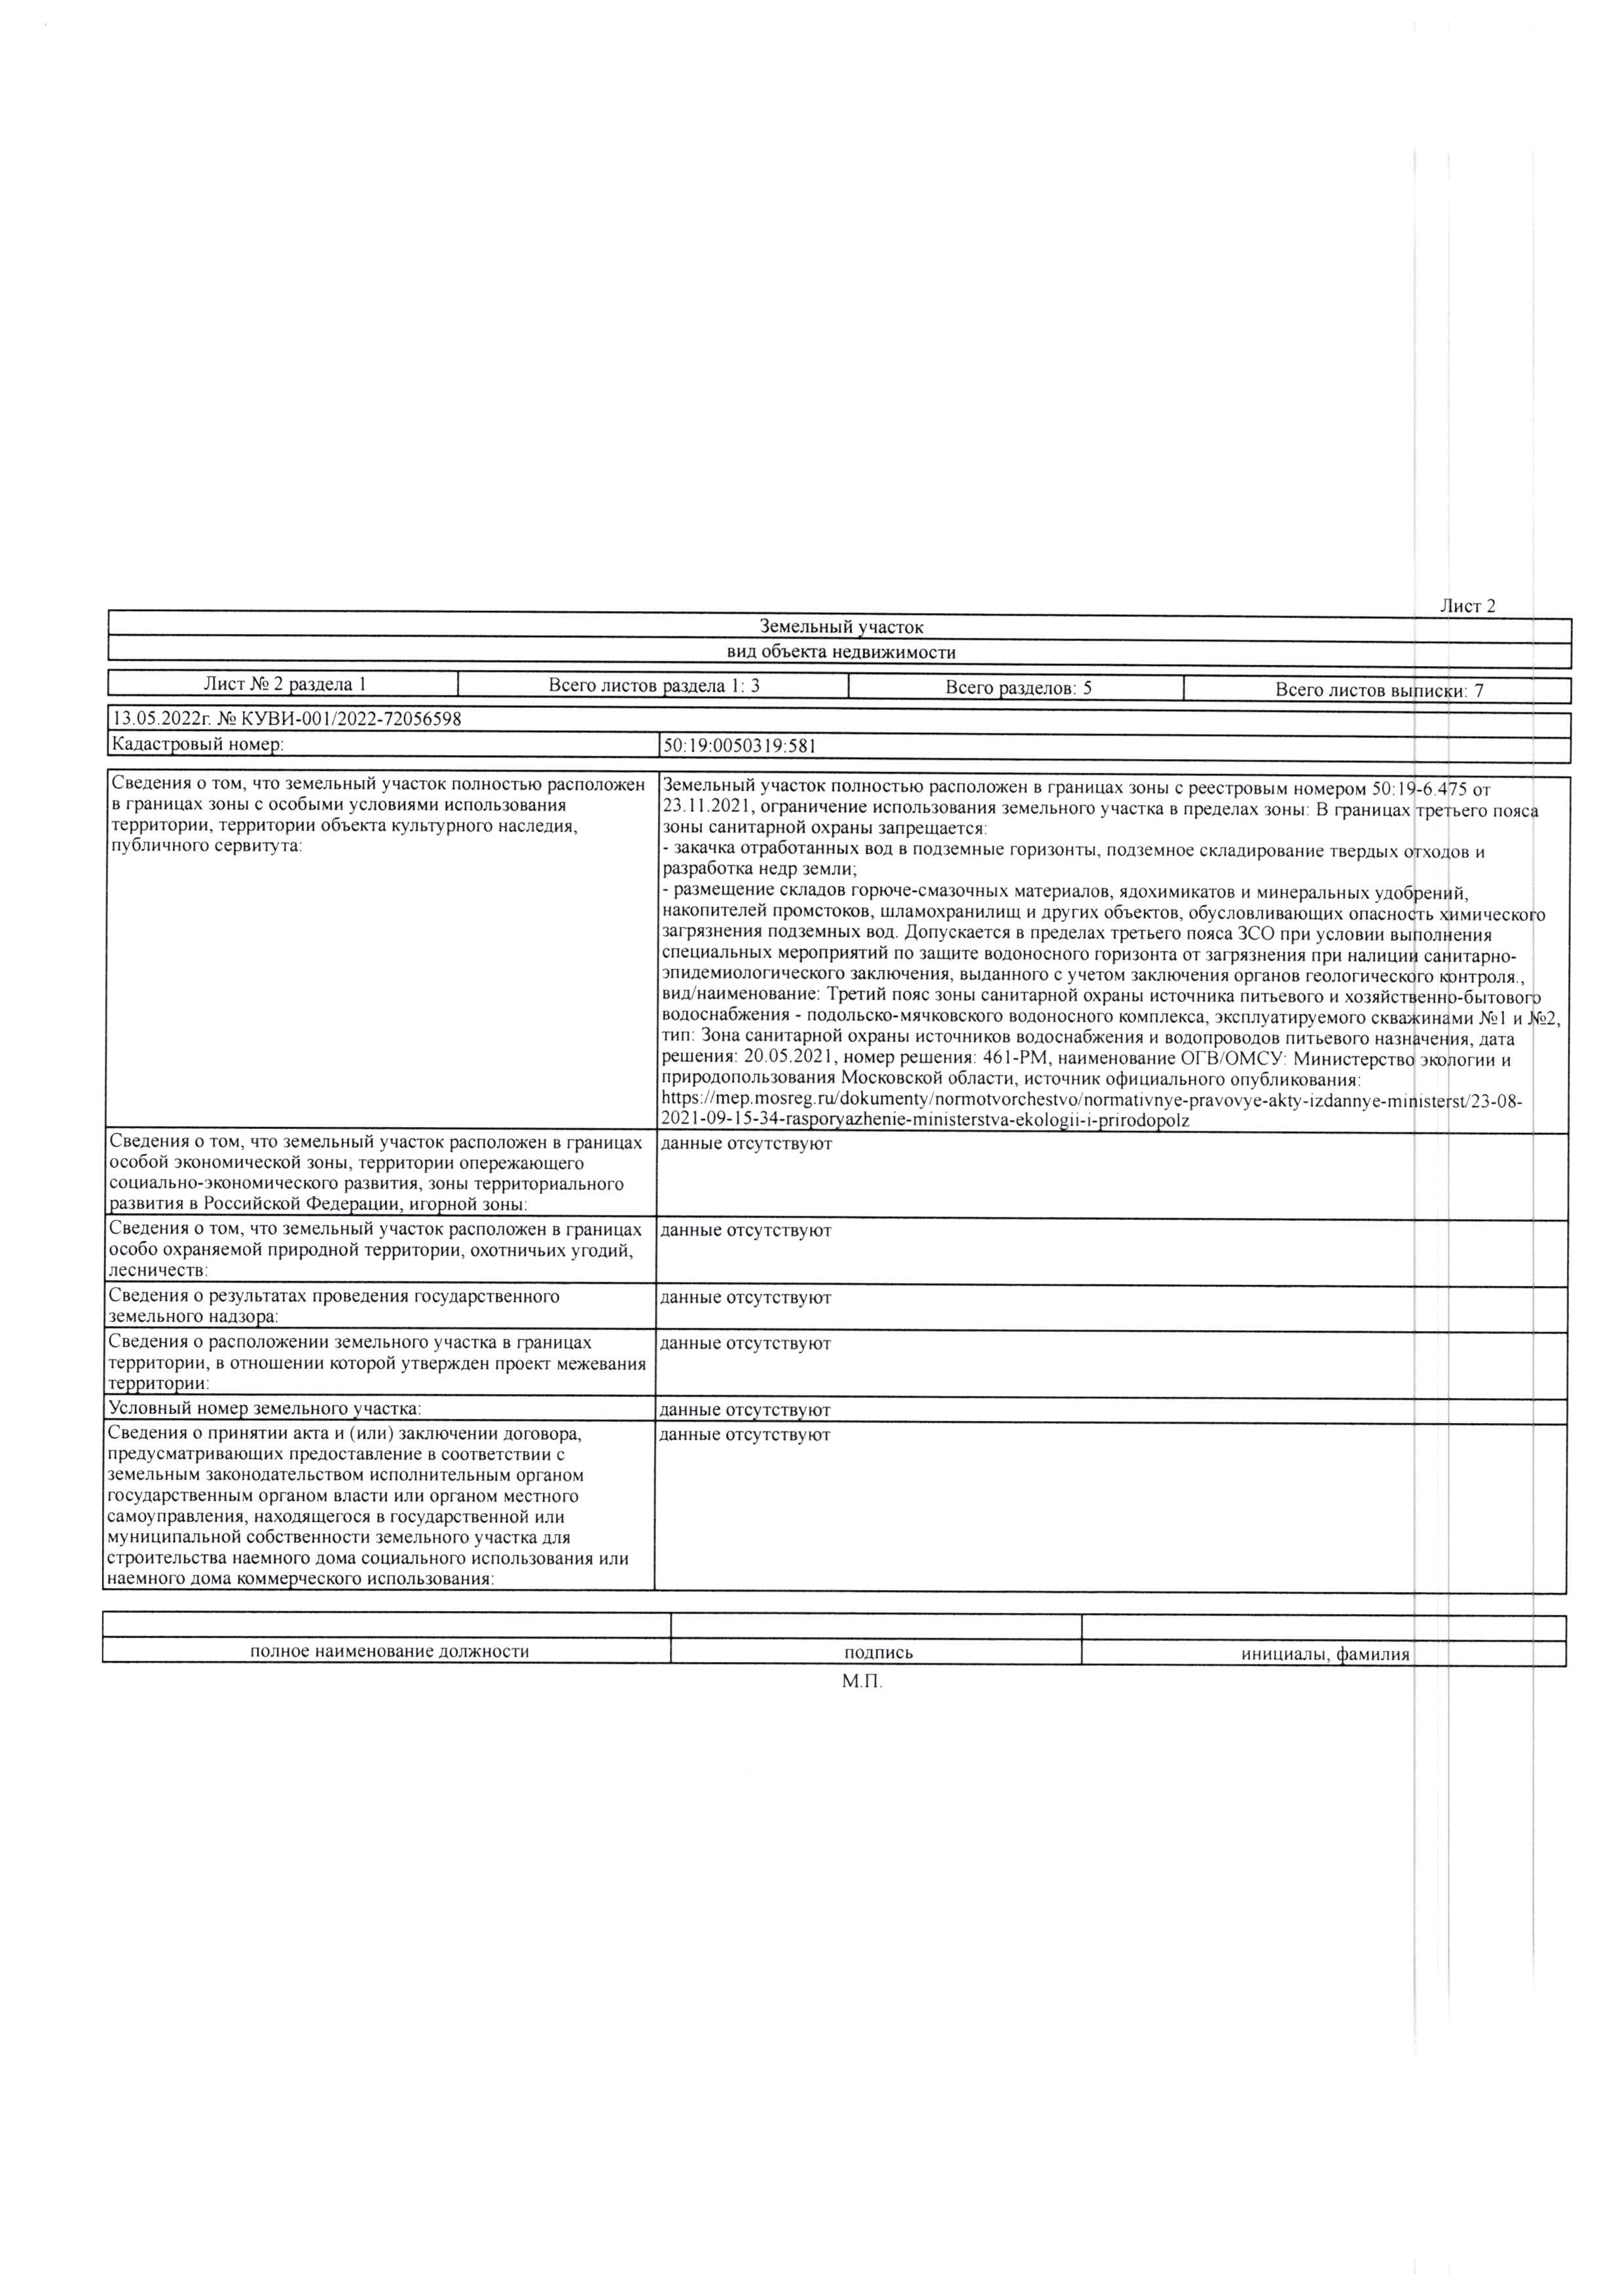 Лист 2
Земельный участок
вид объекта недвижимости
Лист № 2 раздела 1 Всего листов раздела 1: 3 Всего разделов: 5 Всего листов выписки: 7
13.05.2022г. № КУВИ-001/2022-72056598
Кадастровый номер: 50:19:0050319:581
Сведения о том, что земельный участок полностью расположен
в границах зоны с особыми условиями использования
территории, территории объекта культурного наследия,
публичного сервитута:
Земельный участок полностью расположен в границах зоны с реестровым номером 50:19-6.475 от
23.11.2021, ограничение использования земельного участка в пределах зоны: В границах третьего пояса
зоны санитарной охраны запрещается:
- закачка отработанных вод в подземные горизонты, подземное складирование твердых отходов и
разработка недр земли;
- размещение складов горюче-смазочных материалов, ядохимикатов и минеральных удобрений,
накопителей промстоков, шламохранилищ и других объектов, обусловливающих опасность химического
загрязнения подземных вод. Допускается в пределах третьего пояса ЗСО при условии выполнения
специальных мероприятий по защите водоносного горизонта от загрязнения при налиции санитарно-
эпидемиологического заключения, выданного с учетом заключения органов геологического контроля.,
вид/наименование: Третий пояс зоны санитарной охраны источника питьевого и хозяйственно-бытового
водоснабжения - подольско-мячковского водоносного комплекса, эксплуатируемого скважинами №1 и №2,
тип: Зона санитарной охраны источников водоснабжения и водопроводов питьевого назначения, дата
решения: 20.05.2021, номер решения: 461-РМ, наименование ОГВ/ОМСУ: Министерство экологии и
природопользования Московской области, источник официального опубликования:
https://mep.mosreg.ru/dokumenty/normotvorchestvo/normativnye-pravovye-akty-izdannye-ministerst/23-08-
2021-09-15-34-rasporyazhenie-ministerstva-ekologii-i-prirodopolz
Сведения о том, что земельный участок расположен в границах
особой экономической зоны, территории опережающего
социально-экономического развития, зоны территориального
развития в Российской Федерации, игорной зоны:
данные отсутствуют
Сведения о том, что земельный участок расположен в границах
особо охраняемой природной территории, охотничьих угодий,
лесничеств:
данные отсутствуют
Сведения о результатах проведения государственного
земельного надзора:
данные отсутствуют
Сведения о расположении земельного участка в границах
территории, в отношении которой утвержден проект межевания
территории:
данные отсутствуют
Условный номер земельного участка: данные отсутствуют
Сведения о принятии акта и (или) заключении договора,
предусматривающих предоставление в соответствии с
земельным законодательством исполнительным органом
государственным органом власти или органом местного
самоуправления, находящегося в государственной или
муниципальной собственности земельного участка для
строительства наемного дома социального использования или
наемного дома коммерческого использования:
данные отсутствуют
полное наименование должности подпись инициалы, фамилия
М.П.